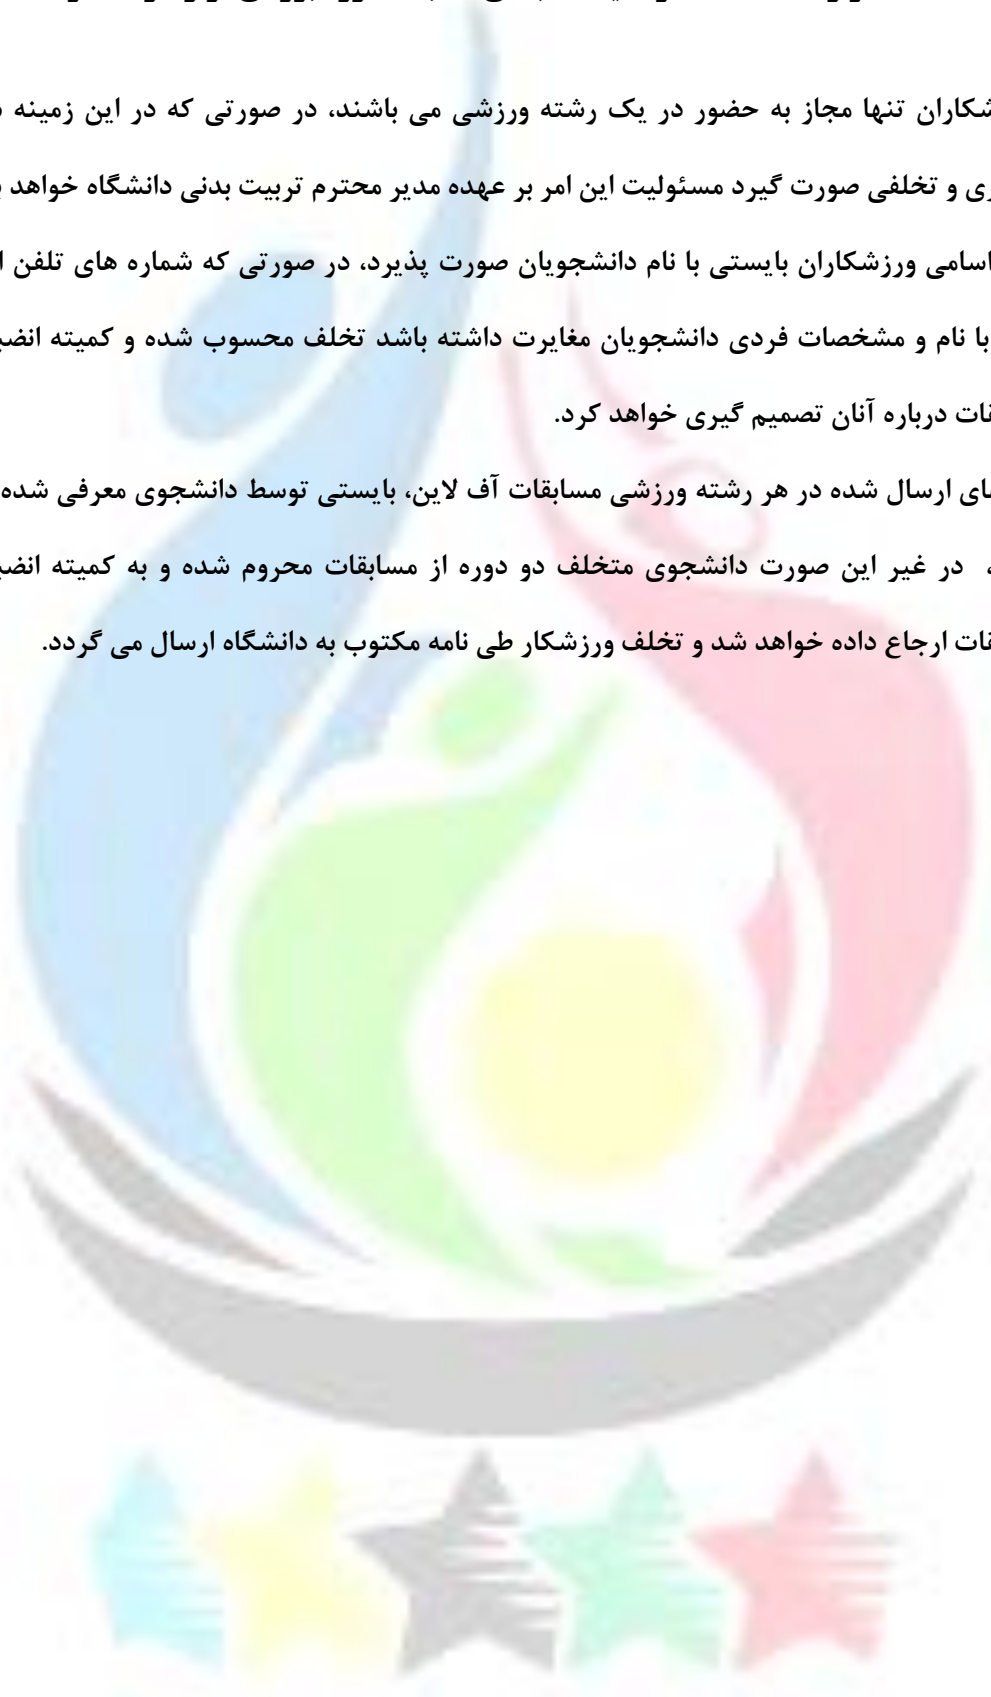 شکاران تنها مجاز به حضور در یک رشته ورزشی می باشند، در صورتی که در این زمینه
ری و تخلفی صورت گیرد مسئولیت این امر بر عهده مدیر محترم تربیت بدنی دانشگاه خواهد
اسامی ورزشکاران بایستی با نام دانشجویان صورت پذیرد، در صورتی که شماره های تلفن
با نام و مشخصات فردی دانشجویان مغایرت داشته باشد تخلف محسوب شده و کمیته انضب
قات درباره آنان تصمیم گیری خواهد کرد.
های ارسال شده در هر رشته ورزشی مسابقات آف لاین، بایستی توسط دانشجوی معرفی شده
، در غیر این صورت دانشجوی متخلف دو دوره از مسابقات محروم شده و به کمیته انضب
قات ارجاع داده خواهد شد و تخلف ورزشکار طی نامه مکتوب به دانشگاه ارسال می گردد.